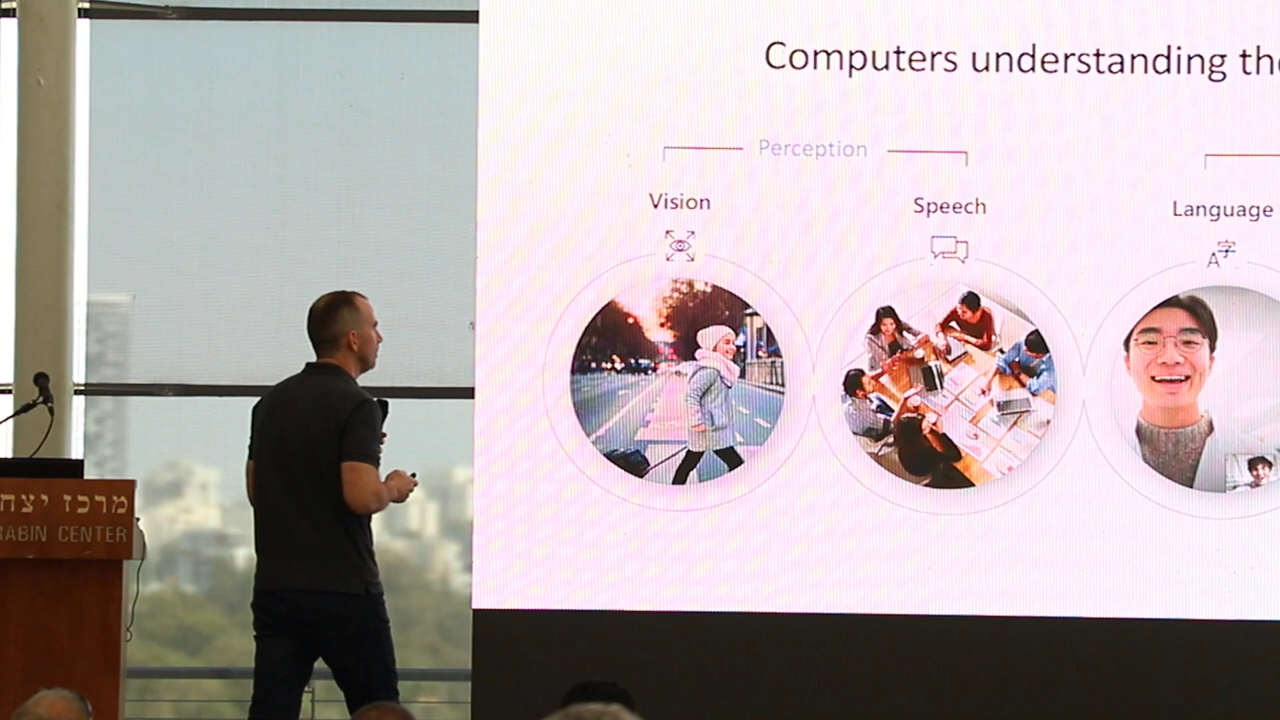 Computers understanding the
Perception
Vision
Speech
Language
A字
מרכז יצח
RABIN CENTER